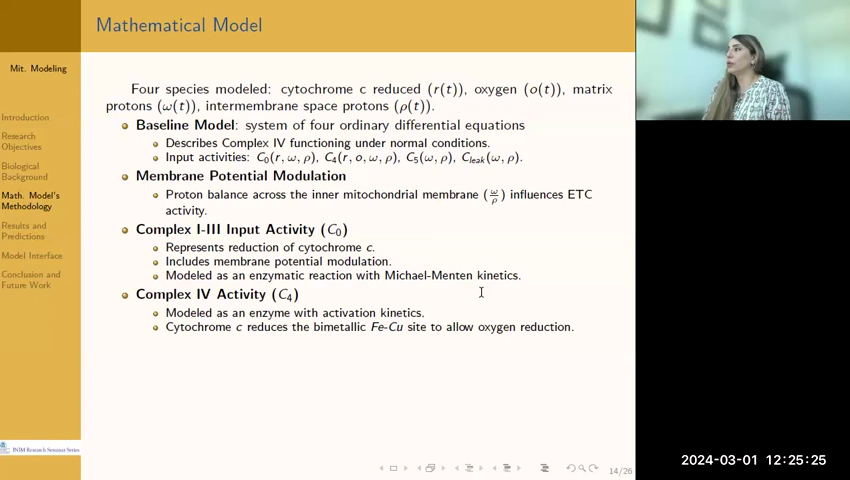 Mathematical Model
Mit. Modeling
Introduction
Research
Objectives
Biological
Background
Math. Model's
Methodology
Results and
Predictions
Model Interface
Conclusion and
Future Work
INIM Research Seminar Series
Four species modeled: cytochrome c reduced (r(t)), oxygen (o(t)), matrix
protons (ω(t)), intermembrane space protons (ρ(t)).
Baseline Model: system of four ordinary differential equations
Describes Complex IV functioning under normal conditions.
Input activities: C₀(r, ω, ρ), C₄(r, o, ω, ρ), C₅(ω, ρ), C_leak(ω, ρ).
Membrane Potential Modulation
Proton balance across the inner mitochondrial membrane (ω/ρ) influences ETC
activity.
Complex I-III Input Activity (C₀)
Represents reduction of cytochrome c.
Includes membrane potential modulation.
Modeled as an enzymatic reaction with Michael-Menten kinetics.
Complex IV Activity (C₄)
Modeled as an enzyme with activation kinetics.
Cytochrome c reduces the bimetallic Fe-Cu site to allow oxygen reduction.
14/26
2024-03-01 12:25:25